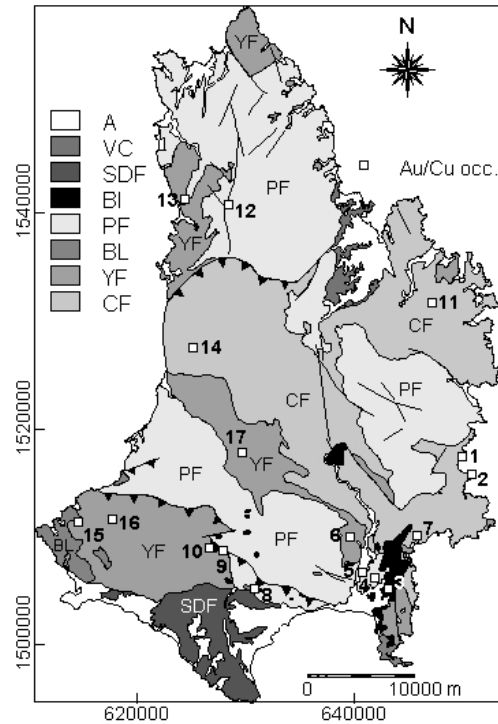 YF
N
A
VC
SDF
BI
PF
BL
YF
CF
Au/Cu occ.
PF
13
12
YF
1540000
11
CF
14
PF
CF
1520000
17
YF
1
2
PF
15
16
BL
YF
10
9
PF
6
7
5
4
3
8
SDF
1500000
0 10000 m
620000 640000